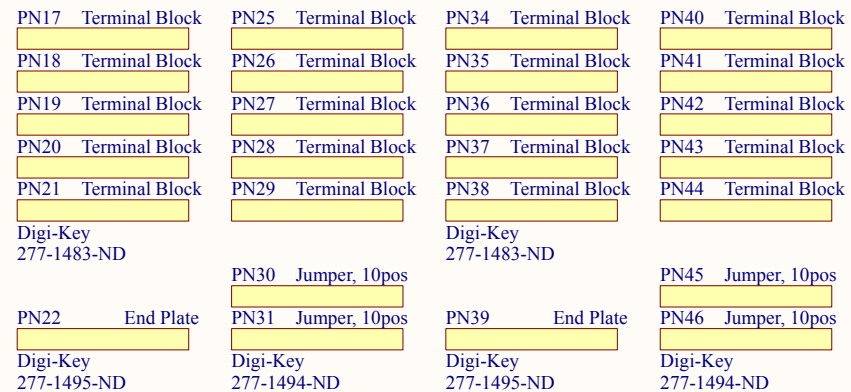 PN17 Terminal Block PN25 Terminal Block PN34 Terminal Block PN40 Terminal Block
PN18 Terminal Block PN26 Terminal Block PN35 Terminal Block PN41 Terminal Block
PN19 Terminal Block PN27 Terminal Block PN36 Terminal Block PN42 Terminal Block
PN20 Terminal Block PN28 Terminal Block PN37 Terminal Block PN43 Terminal Block
PN21 Terminal Block PN29 Terminal Block PN38 Terminal Block PN44 Terminal Block
Digi-Key Digi-Key
277-1483-ND 277-1483-ND
PN30 Jumper, 10pos PN45 Jumper, 10pos
PN22 End Plate PN31 Jumper, 10pos PN39 End Plate PN46 Jumper, 10pos
Digi-Key Digi-Key Digi-Key Digi-Key
277-1495-ND 277-1494-ND 277-1495-ND 277-1494-ND